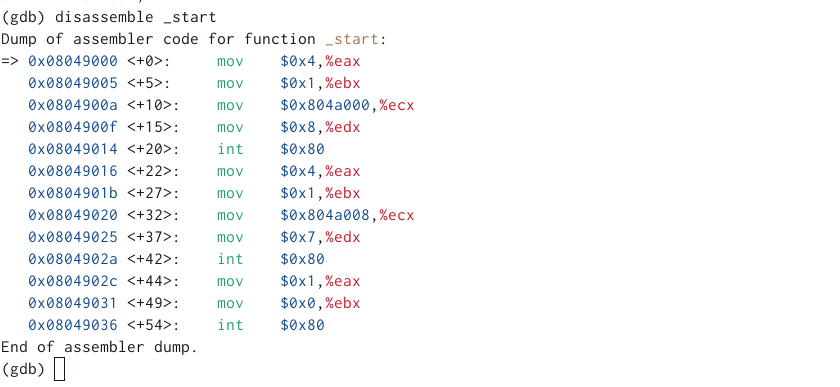 (gdb) disassemble _start
Dump of assembler code for function _start:
=> 0x08049000 <+0>:     mov    $0x4,%eax
   0x08049005 <+5>:     mov    $0x1,%ebx
   0x0804900a <+10>:    mov    $0x804a000,%ecx
   0x0804900f <+15>:    mov    $0x8,%edx
   0x08049014 <+20>:    int    $0x80
   0x08049016 <+22>:    mov    $0x4,%eax
   0x0804901b <+27>:    mov    $0x1,%ebx
   0x08049020 <+32>:    mov    $0x804a008,%ecx
   0x08049025 <+37>:    mov    $0x7,%edx
   0x0804902a <+42>:    int    $0x80
   0x0804902c <+44>:    mov    $0x1,%eax
   0x08049031 <+49>:    mov    $0x0,%ebx
   0x08049036 <+54>:    int    $0x80
End of assembler dump.
(gdb)